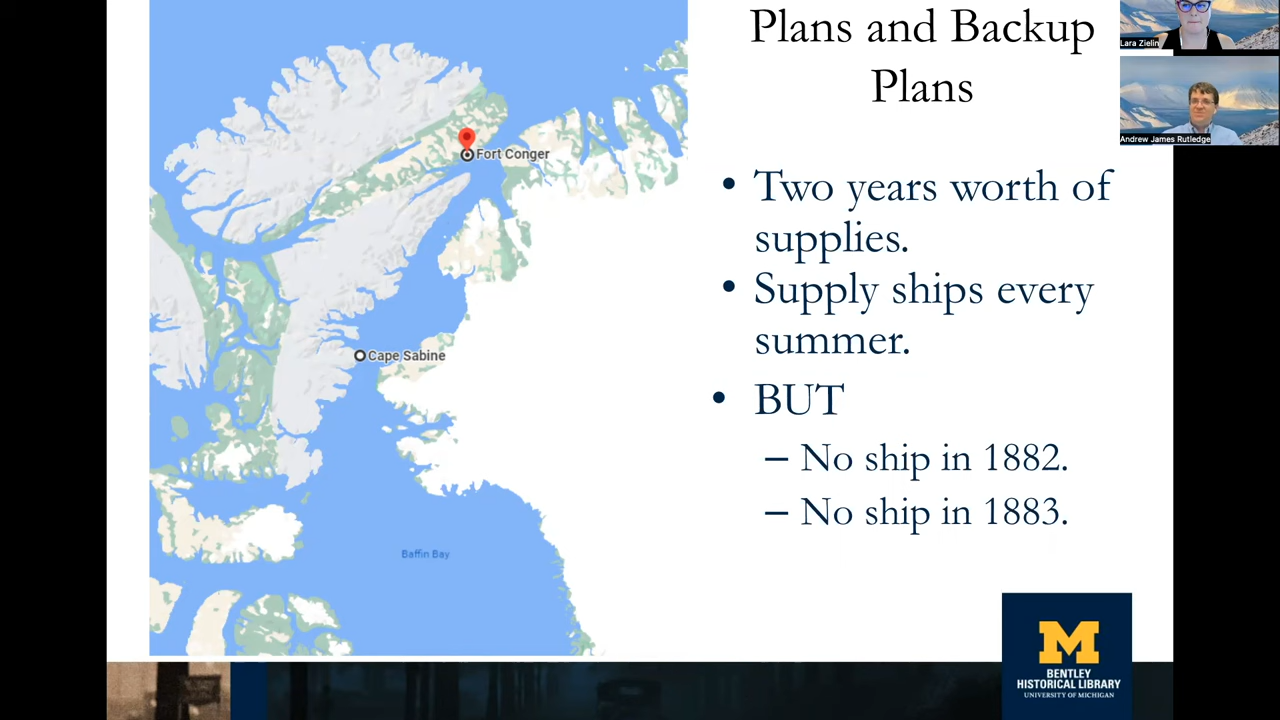 Plans and Backup
Plans
Lara Zielin
Andrew James Rutledge
Fort Conger
Cape Sabine
Baffin Bay
• Two years worth of
supplies.
• Supply ships every
summer.
• BUT
– No ship in 1882.
– No ship in 1883.
M
BENTLEY
HISTORICAL LIBRARY
UNIVERSITY OF MICHIGAN